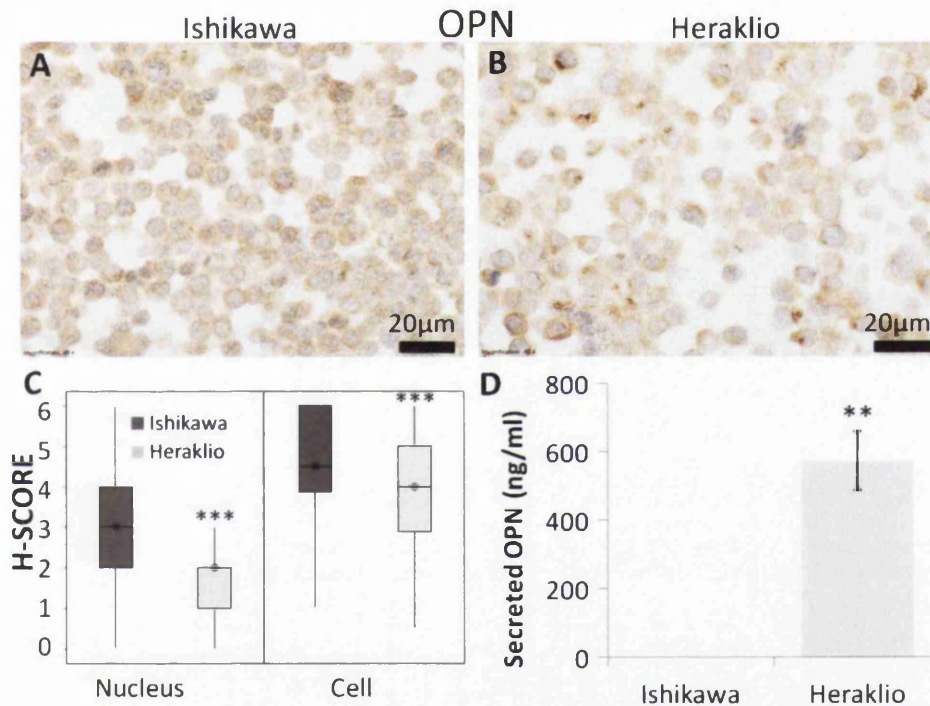 Ishikawa OPN Heraklio
A B
20µm 20µm
C
H-SCORE
6
5
4
3
2
1
0
Ishikawa
Heraklio
***
***
Nucleus Cell
D
Secreted OPN (ng/ml)
800
600
400
200
0
**
Ishikawa Heraklio